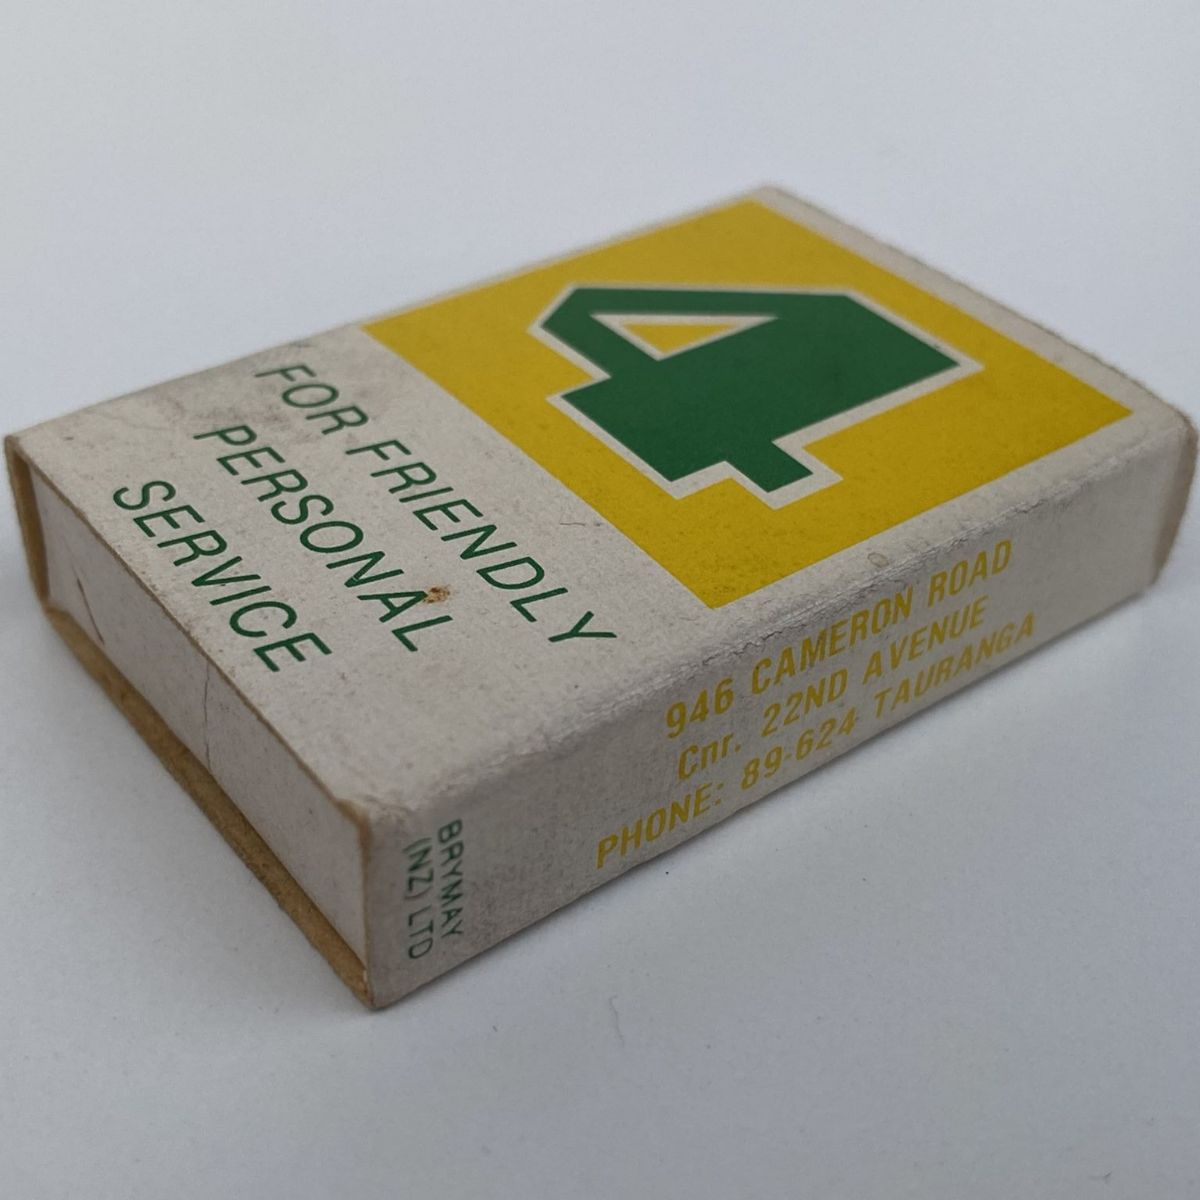 4
FOR FRIENDLY
PERSONAL
SERVICE
946 CAMERON ROAD
Cnr. 22ND AVENUE
PHONE: 89-624 TAURANGA
BRYMAY
(NZ) LTD